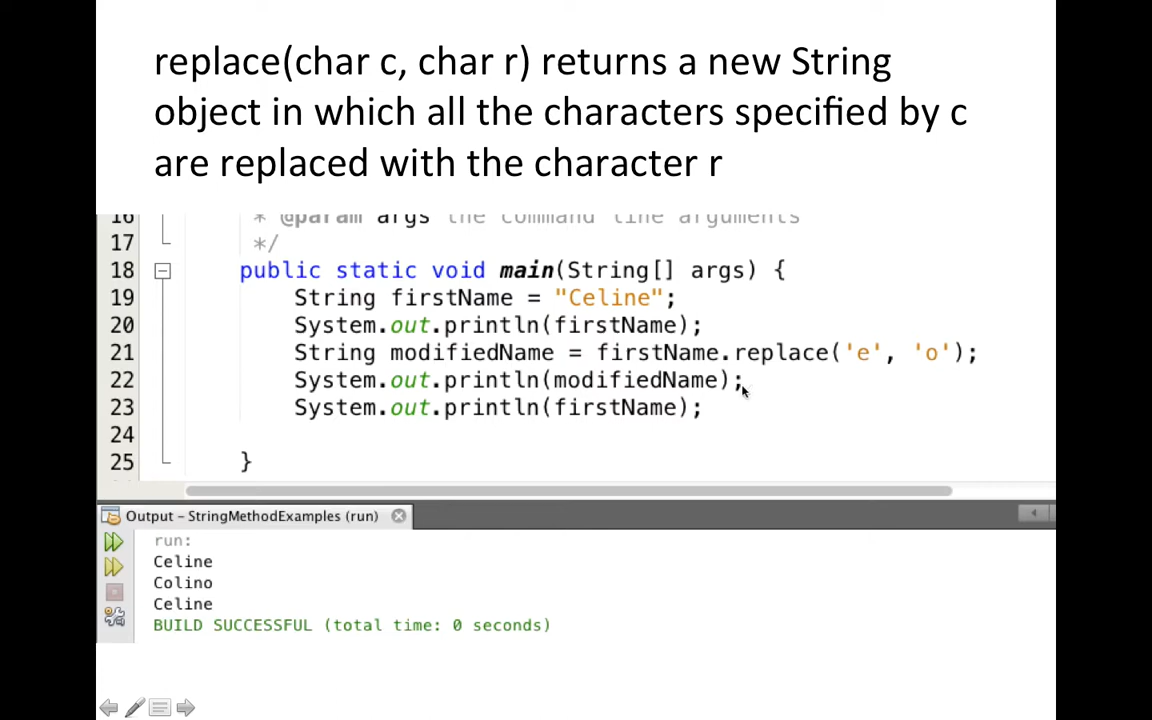 replace(char c, char r) returns a new String
object in which all the characters specified by c
are replaced with the character r
16 * @param args the command line arguments
17 */
18 public static void main(String[] args) {
19 String firstName = "Celine";
20 System.out.println(firstName);
21 String modifiedName = firstName.replace('e', 'o');
22 System.out.println(modifiedName);
23 System.out.println(firstName);
24
25 }
Output - StringMethodExamples (run)
run:
Celine
Colino
Celine
BUILD SUCCESSFUL (total time: 0 seconds)